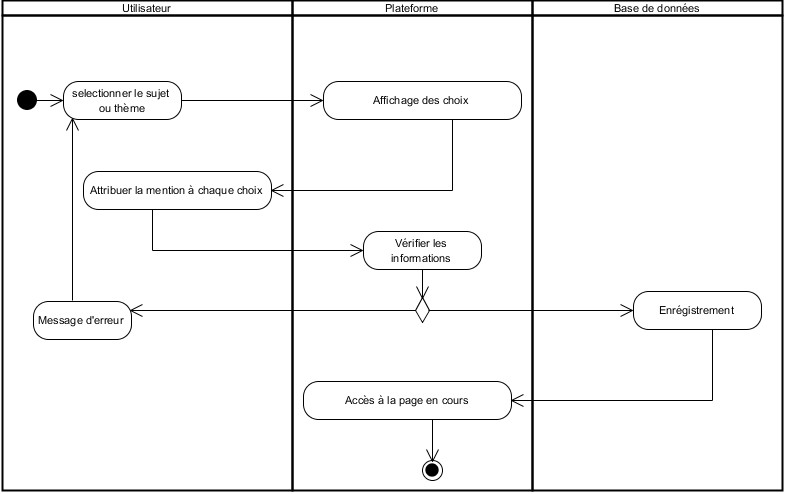 Utilisateur
Plateforme
Base de données
selectionner le sujet
ou thème
Affichage des choix
Attribuer la mention à chaque choix
Vérifier les
informations
Message d'erreur
Enrégistrement
Accès à la page en cours